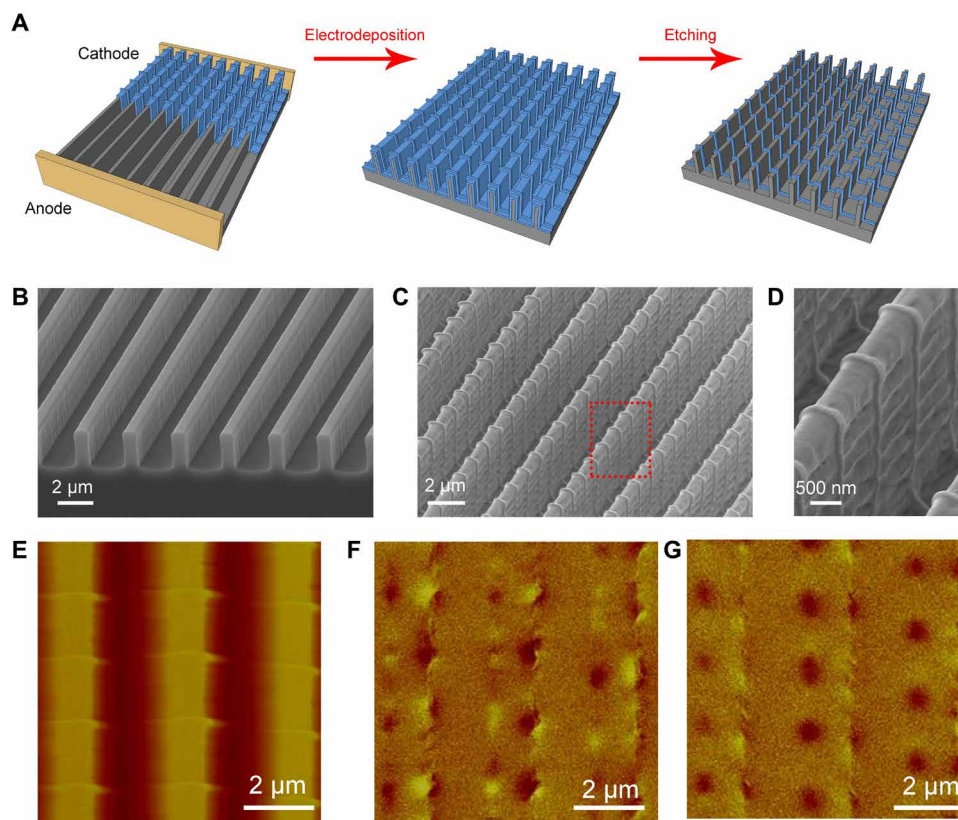 A
Cathode
Anode
Electrodeposition
Etching
B
2 μm
C
2 μm
D
500 nm
E
2 μm
F
2 μm
G
2 μm